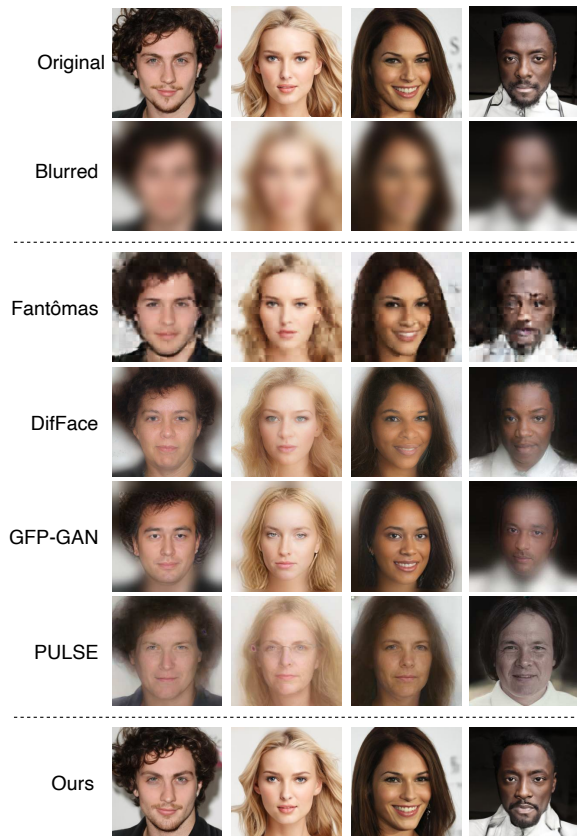 Original
Blurred
Fantômas
DifFace
GFP-GAN
PULSE
Ours